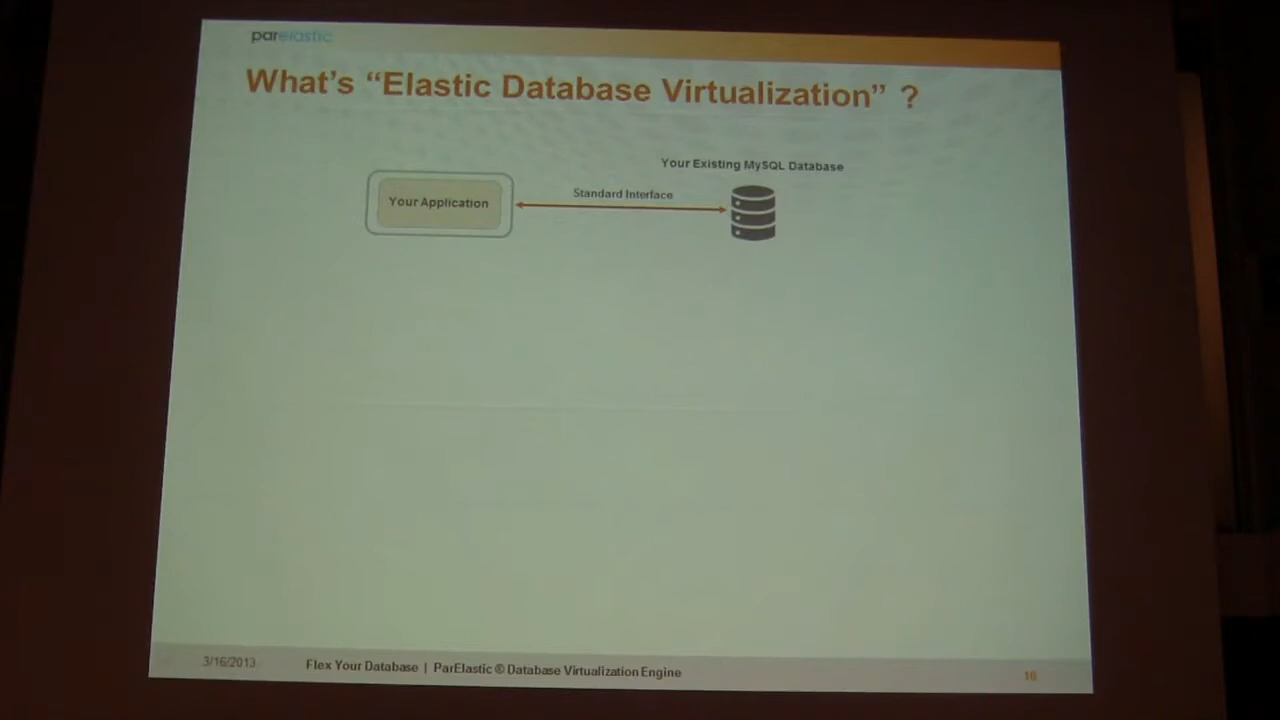 parelastic
What's “Elastic Database Virtualization” ?
Your Existing MySQL Database
Standard Interface
Your Application
3/16/2013
Flex Your Database | ParElastic ® Database Virtualization Engine
16